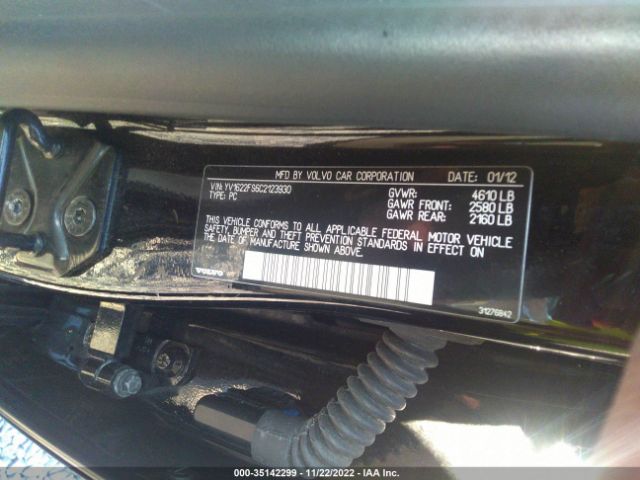 MFD BY VOLVO CAR CORPORATION DATE: 01/12
VIN: YV1622FS6C2123930 GVWR: 4610 LB
TYPE: PC GAWR FRONT: 2580 LB
GAWR REAR: 2160 LB
THIS VEHICLE CONFORMS TO ALL APPLICABLE FEDERAL MOTOR VEHICLE
SAFETY, BUMPER AND THEFT PREVENTION STANDARDS IN EFFECT ON
THE DATE OF MANUFACTURE SHOWN ABOVE.
VOLVO
31276842
000-35142299 - 11/22/2022 - IAA Inc.